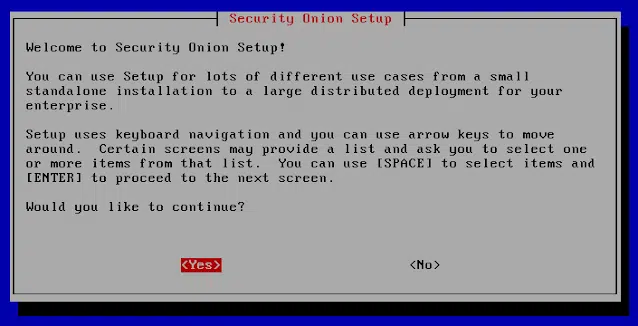 Security Onion Setup
Welcome to Security Onion Setup!
You can use Setup for lots of different use cases from a small
standalone installation to a large distributed deployment for your
enterprise.
Setup uses keyboard navigation and you can use arrow keys to move
around.  Certain screens may provide a list and ask you to select one
or more items from that list.  You can use [SPACE] to select items and
[ENTER] to proceed to the next screen.
Would you like to continue?
<Yes> <No>